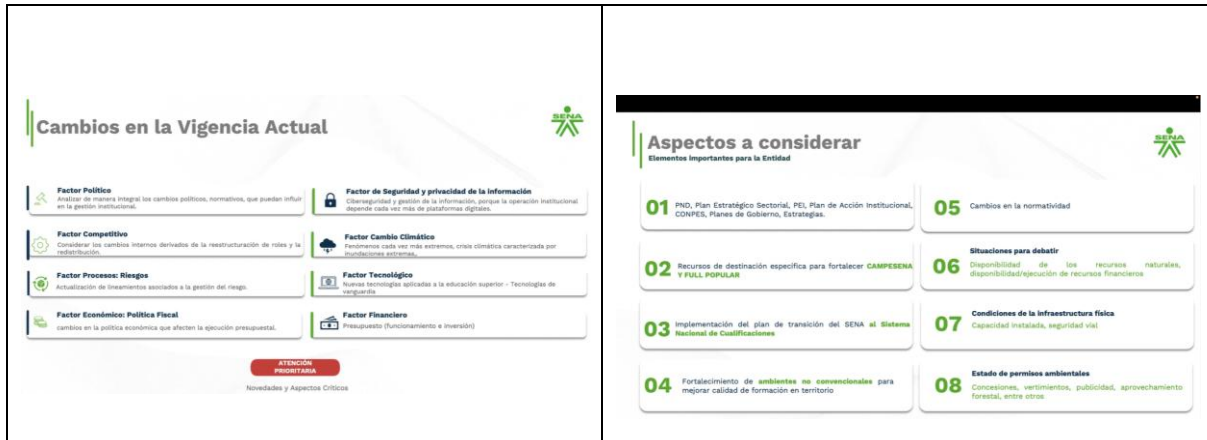 Cambios en la Vigencia Actual
SENA
Factor Político
Analizar de manera integral los cambios políticos, normativos, que puedan influir
en la gestión institucional.
Factor Competitivo
Considerar los cambios internos derivados de la reestructuración de roles y la
redistribución.
Factor Procesos: Riesgos
Actualización de lineamientos asociados a la gestión del riesgo.
Factor Económico: Política Fiscal
cambios en la política económica que afecten la ejecución presupuestal.
Factor de Seguridad y privacidad de la información
Ciberseguridad y gestión de la información, porque la operación institucional
depende cada vez más de plataformas digitales.
Factor Cambio Climático
Fenómenos cada vez más extremos, crisis climática caracterizada por
inundaciones extremas.
Factor Tecnológico
Nuevas tecnologías aplicadas a la educación superior - Tecnologías de
vanguardia
Factor Financiero
Presupuesto (funcionamiento e inversión)
ATENCIÓN
PRIORITARIA
Novedades y Aspectos Críticos
Aspectos a considerar
Elementos importantes para la Entidad
SENA
01 PND, Plan Estratégico Sectorial, PEI, Plan de Acción Institucional,
CONPES, Planes de Gobierno, Estrategias.
02 Recursos de destinación específica para fortalecer CAMPESENA
Y FULL POPULAR
03 Implementación del plan de transición del SENA al Sistema
Nacional de Cualificaciones
04 Fortalecimiento de ambientes no convencionales para
mejorar calidad de formación en territorio
05 Cambios en la normatividad
06 Situaciones para debatir
Disponibilidad de los recursos naturales,
disponibilidad/ejecución de recursos financieros
07 Condiciones de la infraestructura física
Capacidad instalada, seguridad vial
08 Estado de permisos ambientales
Concesiones, vertimientos, publicidad, aprovechamiento
forestal, entre otros